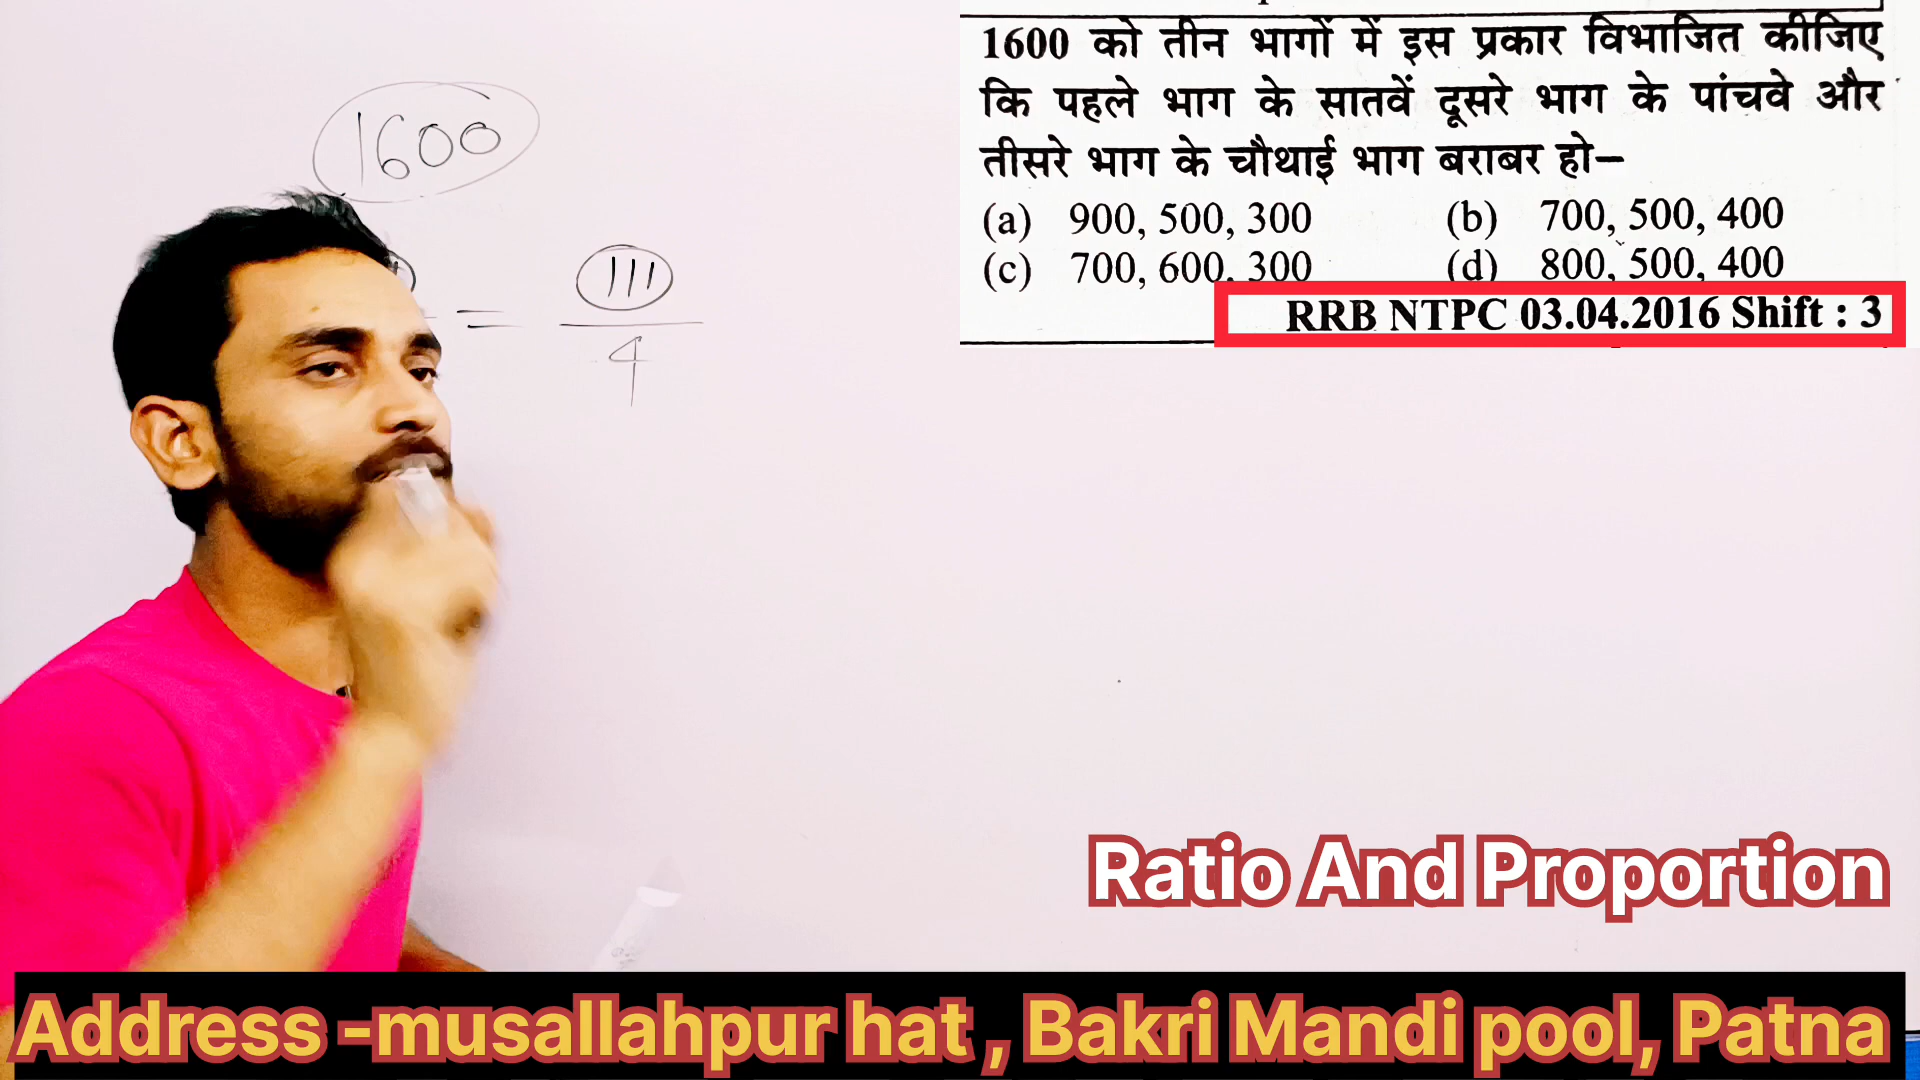 1600 को तीन भागों में इस प्रकार विभाजित कीजिए
कि पहले भाग के सातवें दूसरे भाग के पांचवे और
तीसरे भाग के चौथाई भाग बराबर हो–
(a) 900, 500, 300 (b) 700, 500, 400
(c) 700, 600, 300 (d) 800, 500, 400
RRB NTPC 03.04.2016 Shift : 3
1600
= III
4
Ratio And Proportion
Address -musallahpur hat , Bakri Mandi pool, Patna